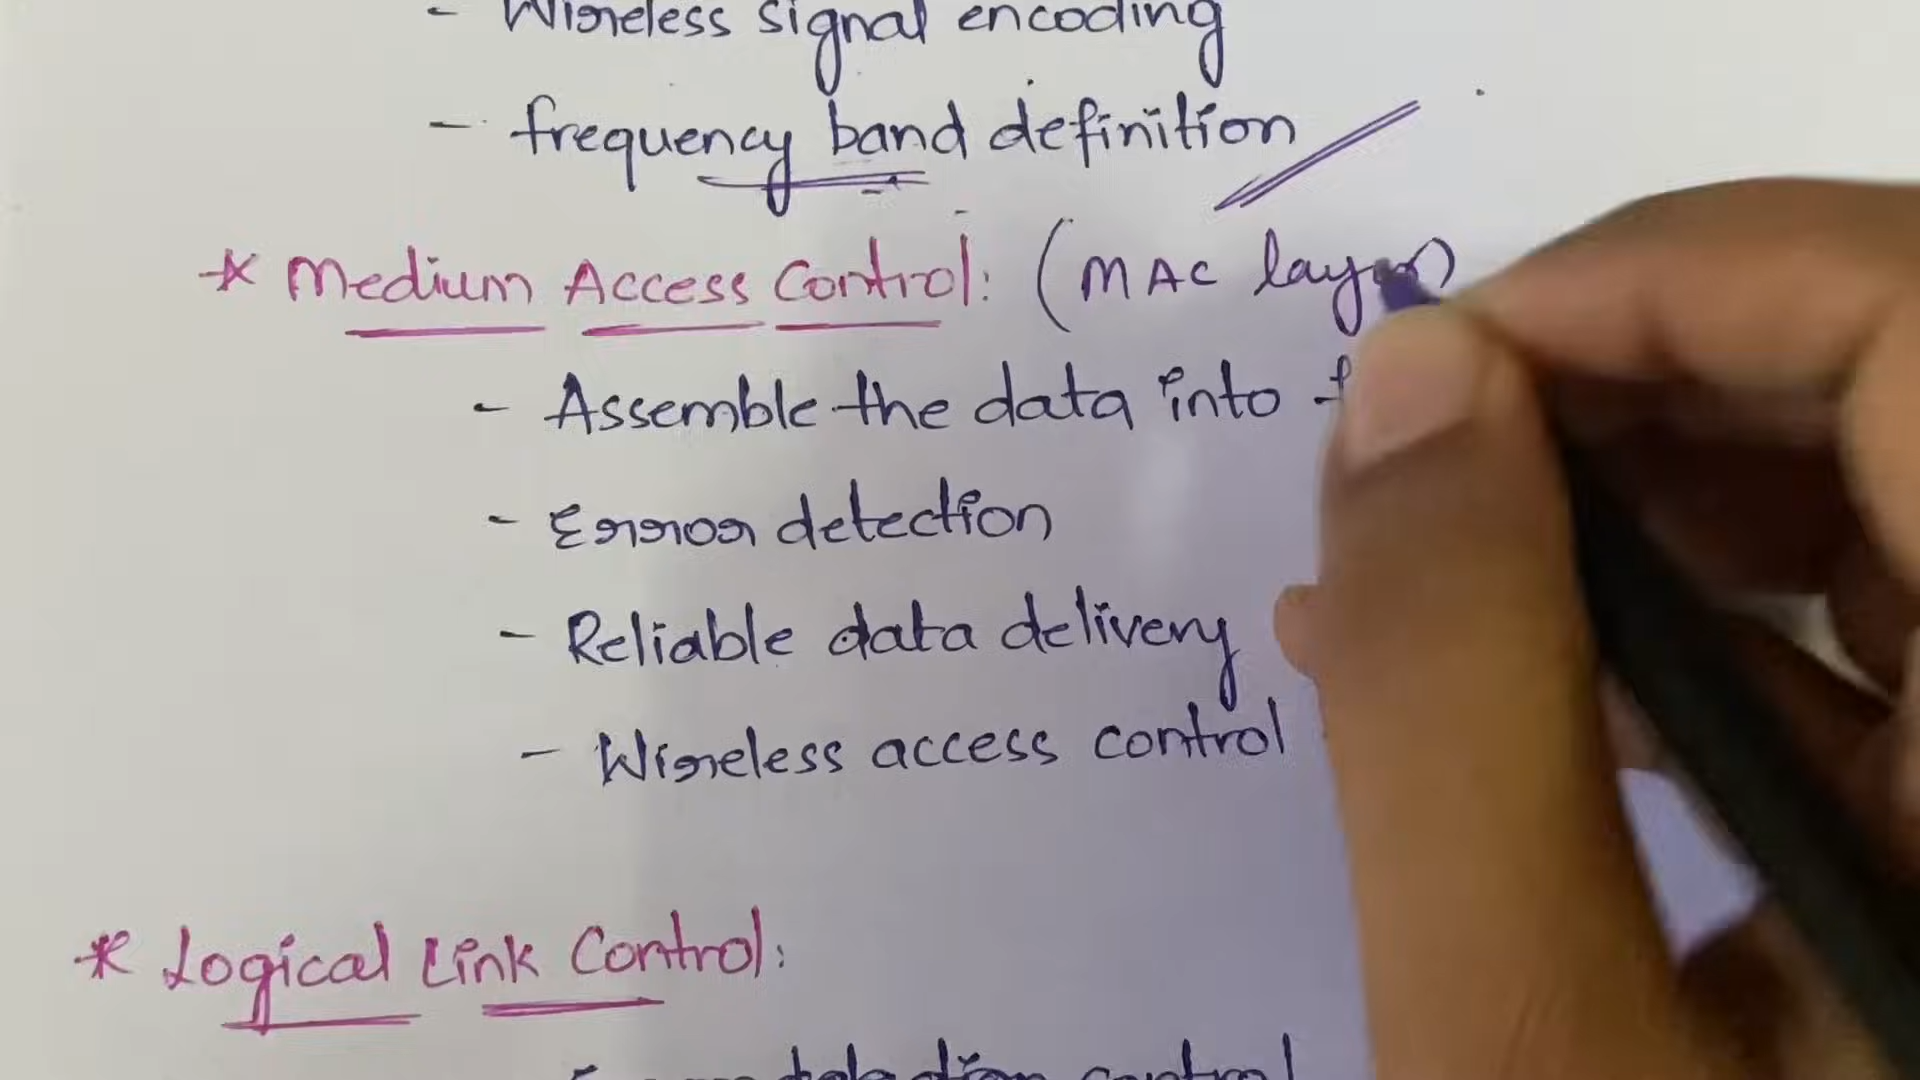 - Wireless signal encoding
- frequency band definition
* Medium Access Control: (MAC layer)
- Assemble the data into
- Error detection
- Reliable data delivery
- Wireless access control
* Logical Link Control:
control